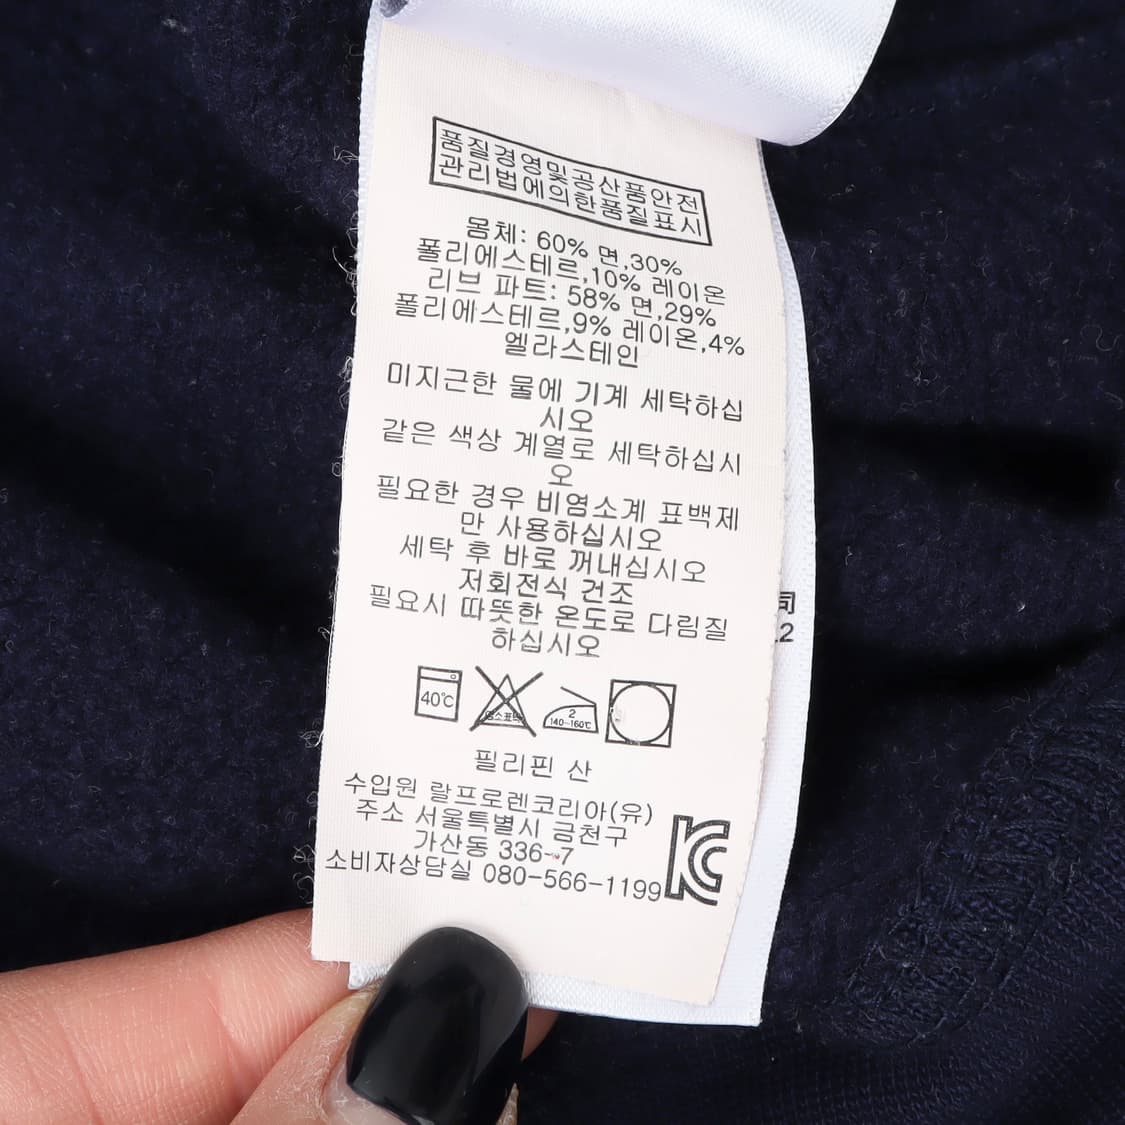 품질경영및공산품안전
관리법에의한품질표시
몸체: 60% 면,30%
폴리에스테르,10% 레이온
리브 파트: 58% 면,29%
폴리에스테르,9% 레이온,4%
엘라스테인
미지근한 물에 기계 세탁하십
시오
같은 색상 계열로 세탁하십시
오
필요한 경우 비염소계 표백제
만 사용하십시오
세탁 후 바로 꺼내십시오
저회전식 건조
필요시 따뜻한 온도로 다림질
하십시오
40℃
염소표백
2
140~160℃
필리핀 산
수입원 랄프로렌코리아(유)
주소 서울특별시 금천구
가산동 336-7
소비자상담실 080-566-1199
KC
司
2